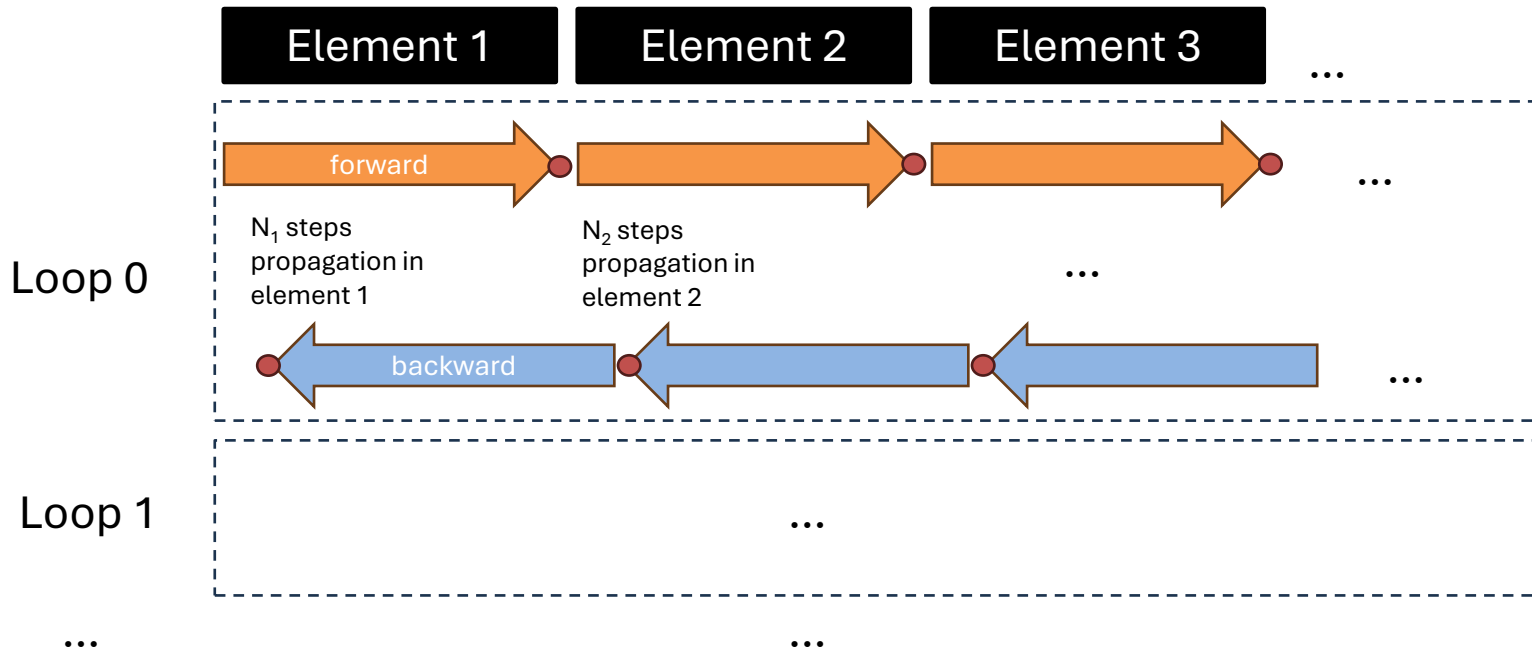 Element 1
Element 2
Element 3
...
forward
...
N₁ steps
propagation in
element 1
N₂ steps
propagation in
element 2
...
Loop 0
backward
...
Loop 1
...
...
...